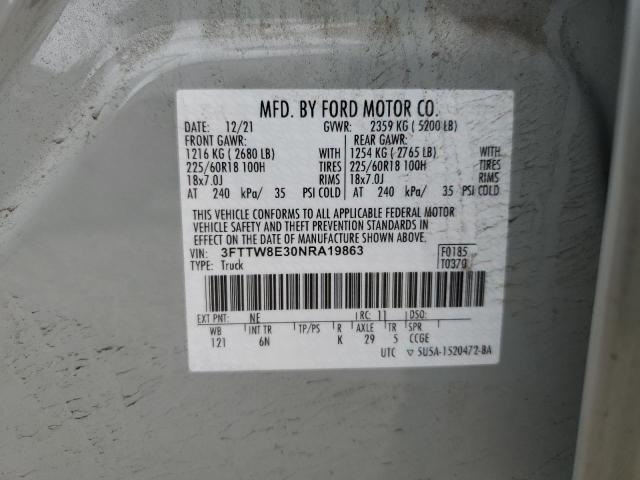 MFD. BY FORD MOTOR CO.
DATE: 12/21 GVWR: 2359 KG ( 5200 LB)
FRONT GAWR: REAR GAWR:
1216 KG ( 2680 LB) WITH 1254 KG ( 2765 LB) WITH
225/60R18 100H TIRES 225/60R18 100H TIRES
18x7.0J RIMS 18x7.0J RIMS
AT 240 kPa/ 35 PSI COLD AT 240 kPa/ 35 PSI COLD
THIS VEHICLE CONFORMS TO ALL APPLICABLE FEDERAL MOTOR
VEHICLE SAFETY AND THEFT PREVENTION STANDARDS IN
EFFECT ON THE DATE OF MANUFACTURE SHOWN ABOVE.
VIN: 3FTTW8E30NRA19863 F0185
TYPE: Truck T0370
EXT PNT: NE RC: 11 DSO:
WB INT TR TP/PS R AXLE TR SPR
121 6N K 29 5 CCGE
UTC ▽ 5U5A-1520472-BA